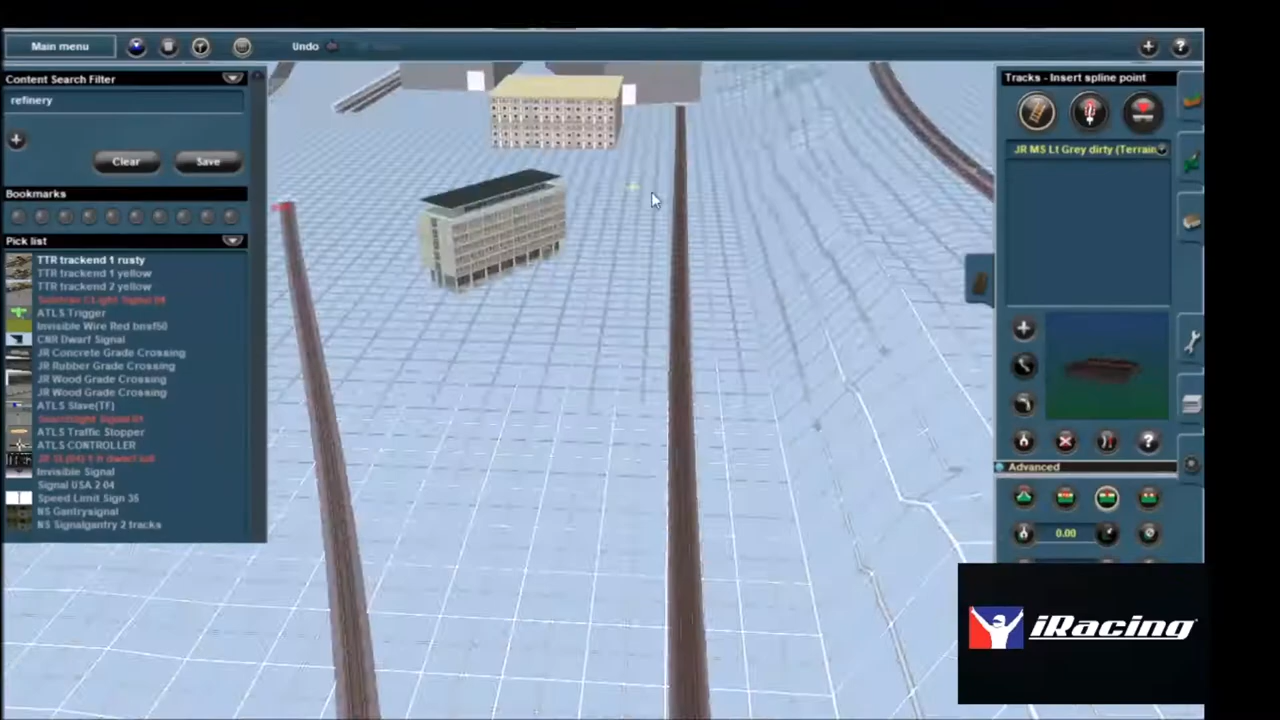 Main menu
Undo
Content Search Filter
refinery
Clear
Save
Bookmarks
Pick list
TTR trackend 1 rusty
TTR trackend 1 yellow
TTR trackend 2 yellow
ATLS Trigger
Invisible Wire Red bnsf50
CNR Dwarf Signal
JR Concrete Grade Crossing
JR Rubber Grade Crossing
JR Wood Grade Crossing
JR Wood Grade Crossing
ATLS Slave(TF)
Searchlight Signal 01
ATLS Traffic Stopper
ATLS CONTROLLER
Invisible Signal
Signal USA 2 04
Speed Limit Sign 35
NS Gantrysignal
NS Signalgantry 2 tracks
Tracks - Insert spline point
JR MS Lt Grey dirty (Terrain
Advanced
0.00
iRacing